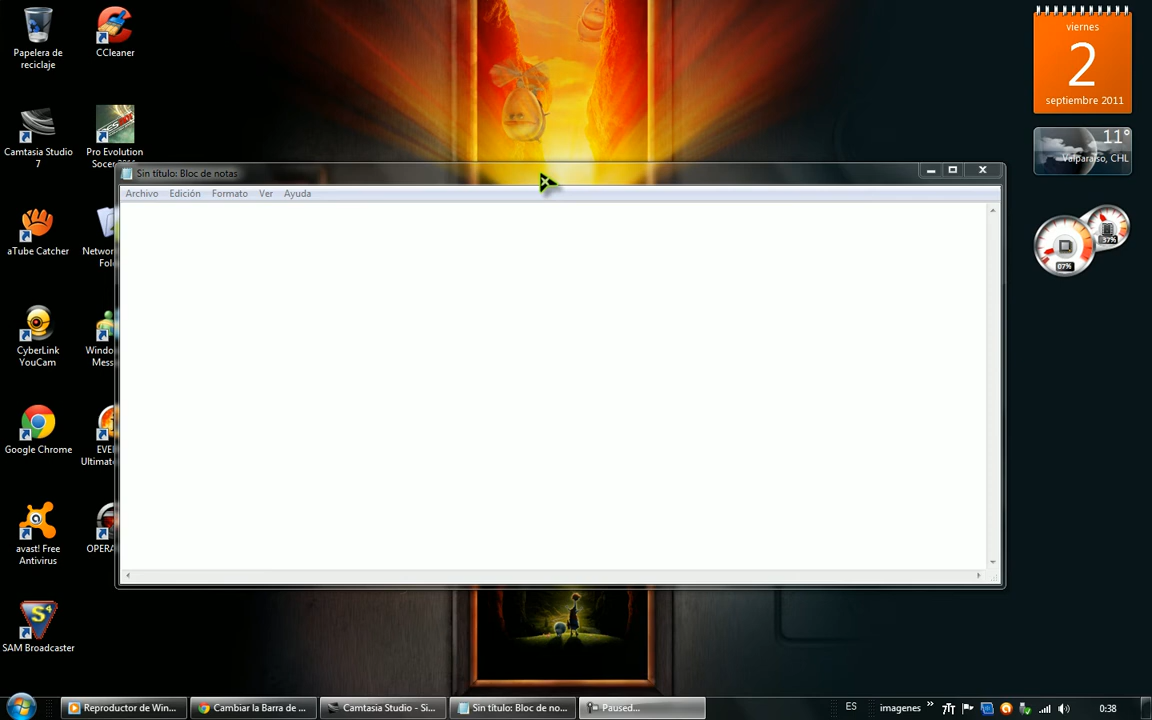 Papelera de
reciclaje
CCleaner
Camtasia Studio
7
Pro Evolution
aTube Catcher
CyberLink
YouCam
Google Chrome
avast! Free
Antivirus
SAM Broadcaster
Sin título: Bloc de notas
Archivo Edición Formato Ver Ayuda
viernes
2
septiembre 2011
11°
Valparaíso, CHL
37%
07%
Reproductor de Win...
Cambiar la Barra de ...
Camtasia Studio - Si...
Sin título: Bloc de no...
Paused...
ES
imagenes
0:38